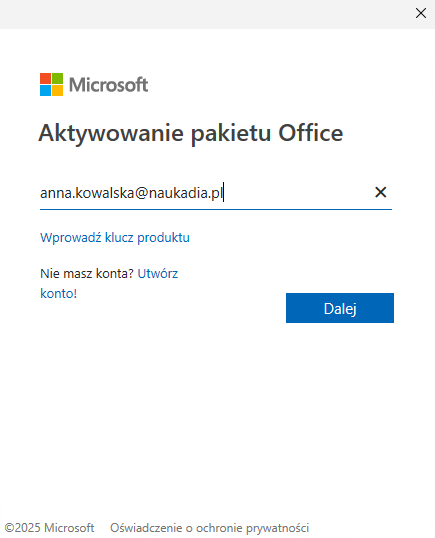 Microsoft
Aktywowanie pakietu Office
anna.kowalska@naukadia.pl
Wprowadź klucz produktu
Nie masz konta? Utwórz
konto!
Dalej
©2025 Microsoft Oświadczenie o ochronie prywatności